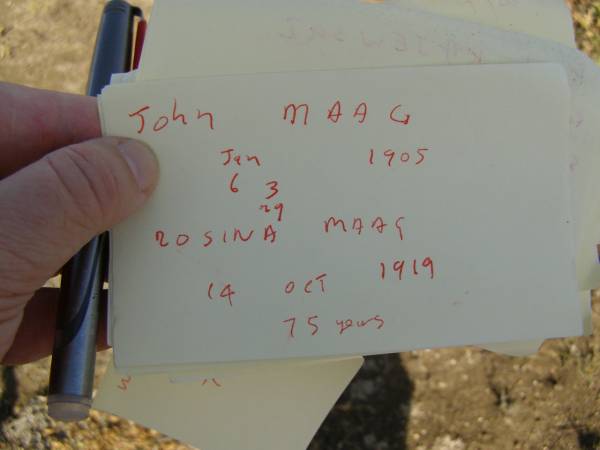 John MAAG
Jan 1905
6 3
29
ROSINA MAAG
14 OCT 1919
75 years